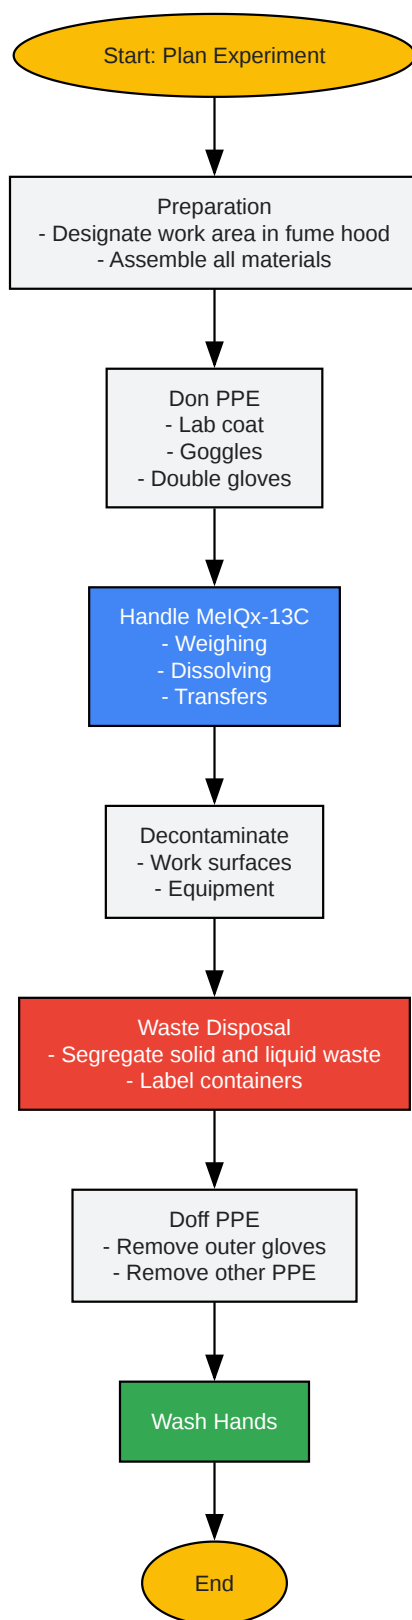 Start: Plan Experiment
Preparation
- Designate work area in fume hood
- Assemble all materials
Don PPE
- Lab coat
- Goggles
- Double gloves
Handle MeIQx-13C
- Weighing
- Dissolving
- Transfers
Decontaminate
- Work surfaces
- Equipment
Waste Disposal
- Segregate solid and liquid waste
- Label containers
Doff PPE
- Remove outer gloves
- Remove other PPE
Wash Hands
End